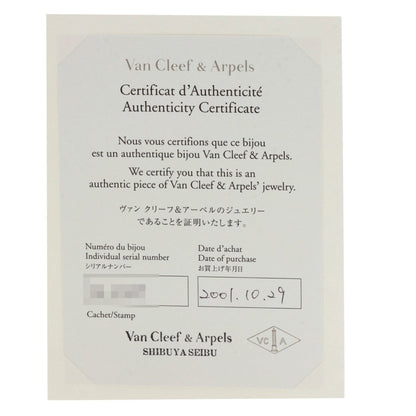 Van Cleef & Arpels
Certificat d'Authenticité
Authenticity Certificate
Nous vous certifions que ce bijou
est un authentique bijou Van Cleef & Arpels.
We certify that this is an
authentic piece of Van Cleef & Arpels' jewelry.
ヴァン クリーフ&アーペルのジュエリー
であることを証明いたします。
Numéro du bijou
Individual serial number
シリアルナンバー
Date d'achat
Date of purchase
お買上げ年月日
2001.10.29
Cachet/Stamp
Van Cleef & Arpels
SHIBUYA SEIBU
VC A